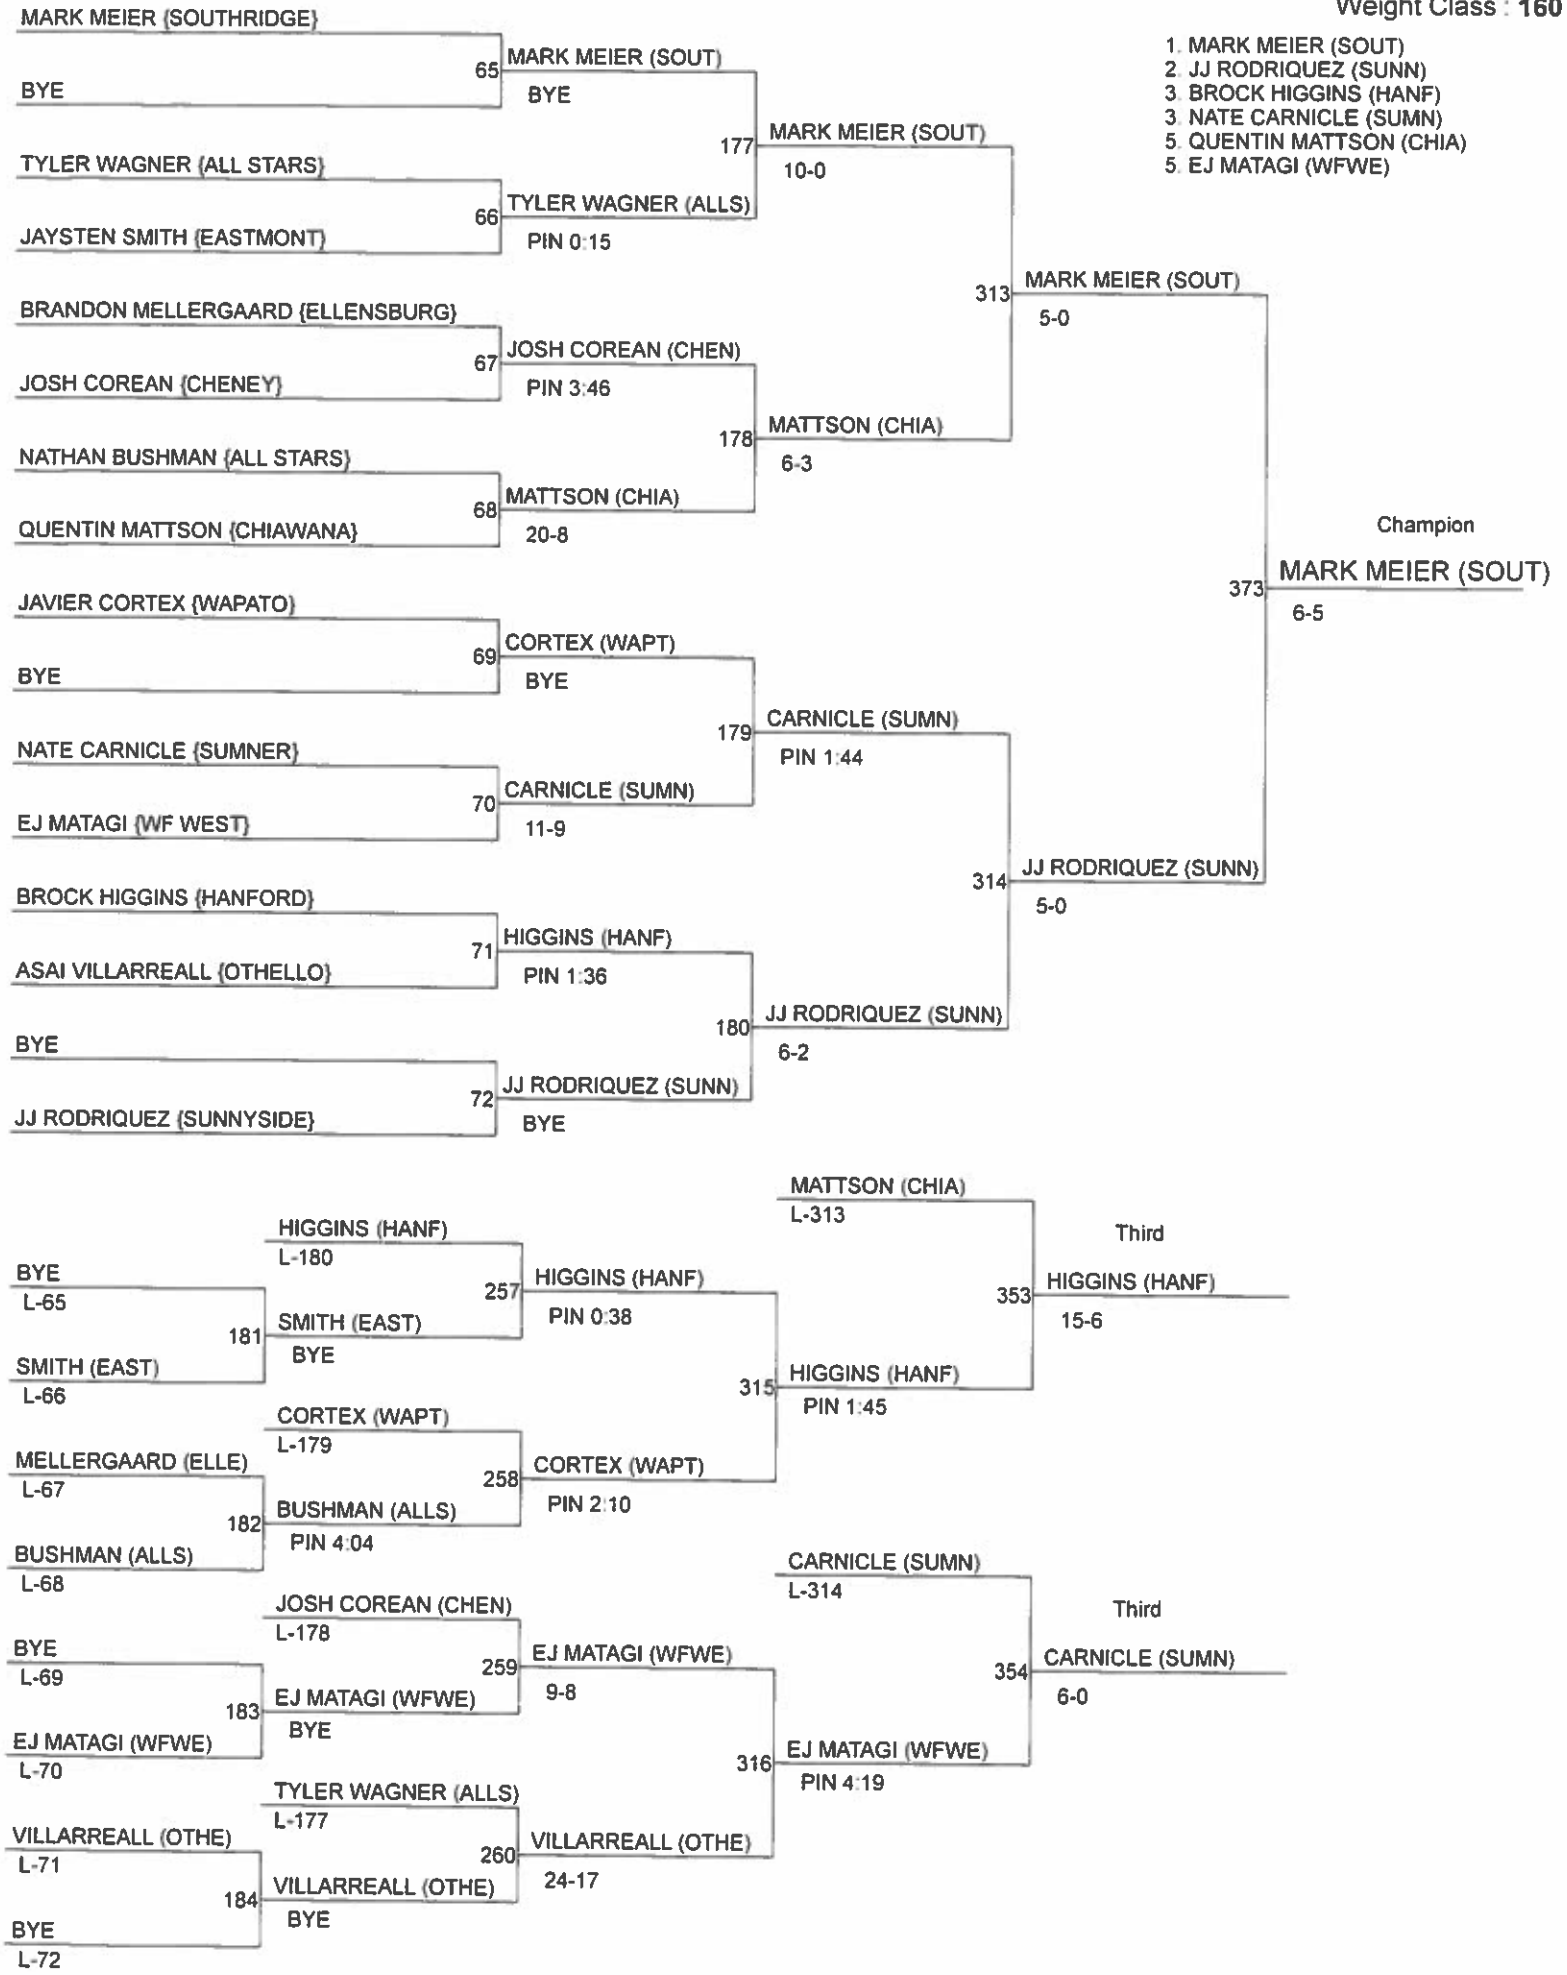 Weight Class : 160
1. MARK MEIER (SOUT)
2. JJ RODRIQUEZ (SUNN)
3. BROCK HIGGINS (HANF)
3. NATE CARNICLE (SUMN)
5. QUENTIN MATTSON (CHIA)
5. EJ MATAGI (WFWE)
MARK MEIER {SOUTHRIDGE}
BYE
65
MARK MEIER (SOUT)
BYE
TYLER WAGNER {ALL STARS}
JAYSTEN SMITH {EASTMONT}
66
TYLER WAGNER (ALLS)
PIN 0:15
177
MARK MEIER (SOUT)
10-0
BRANDON MELLERGAARD {ELLENSBURG}
JOSH COREAN {CHENEY}
67
JOSH COREAN (CHEN)
PIN 3:46
NATHAN BUSHMAN {ALL STARS}
QUENTIN MATTSON {CHIAWANA}
68
MATTSON (CHIA)
20-8
178
MATTSON (CHIA)
6-3
313
MARK MEIER (SOUT)
5-0
JAVIER CORTEX {WAPATO}
BYE
69
CORTEX (WAPT)
BYE
NATE CARNICLE {SUMNER}
EJ MATAGI {WF WEST}
70
CARNICLE (SUMN)
11-9
179
CARNICLE (SUMN)
PIN 1:44
BROCK HIGGINS {HANFORD}
ASAI VILLARREALL {OTHELLO}
71
HIGGINS (HANF)
PIN 1:36
BYE
JJ RODRIQUEZ {SUNNYSIDE}
72
JJ RODRIQUEZ (SUNN)
BYE
180
JJ RODRIQUEZ (SUNN)
6-2
314
JJ RODRIQUEZ (SUNN)
5-0
Champion
373
MARK MEIER (SOUT)
6-5
BYE
L-65
SMITH (EAST)
L-66
181
HIGGINS (HANF)
L-180
SMITH (EAST)
BYE
257
HIGGINS (HANF)
PIN 0:38
MELLERGAARD (ELLE)
L-67
BUSHMAN (ALLS)
L-68
182
CORTEX (WAPT)
L-179
BUSHMAN (ALLS)
PIN 4:04
258
CORTEX (WAPT)
PIN 2:10
MATTSON (CHIA)
L-313
315
HIGGINS (HANF)
PIN 1:45
Third
353
HIGGINS (HANF)
15-6
BYE
L-69
EJ MATAGI (WFWE)
L-70
183
JOSH COREAN (CHEN)
L-178
EJ MATAGI (WFWE)
BYE
259
EJ MATAGI (WFWE)
9-8
VILLARREALL (OTHE)
L-71
BYE
L-72
184
TYLER WAGNER (ALLS)
L-177
VILLARREALL (OTHE)
BYE
260
VILLARREALL (OTHE)
24-17
CARNICLE (SUMN)
L-314
316
EJ MATAGI (WFWE)
PIN 4:19
Third
354
CARNICLE (SUMN)
6-0